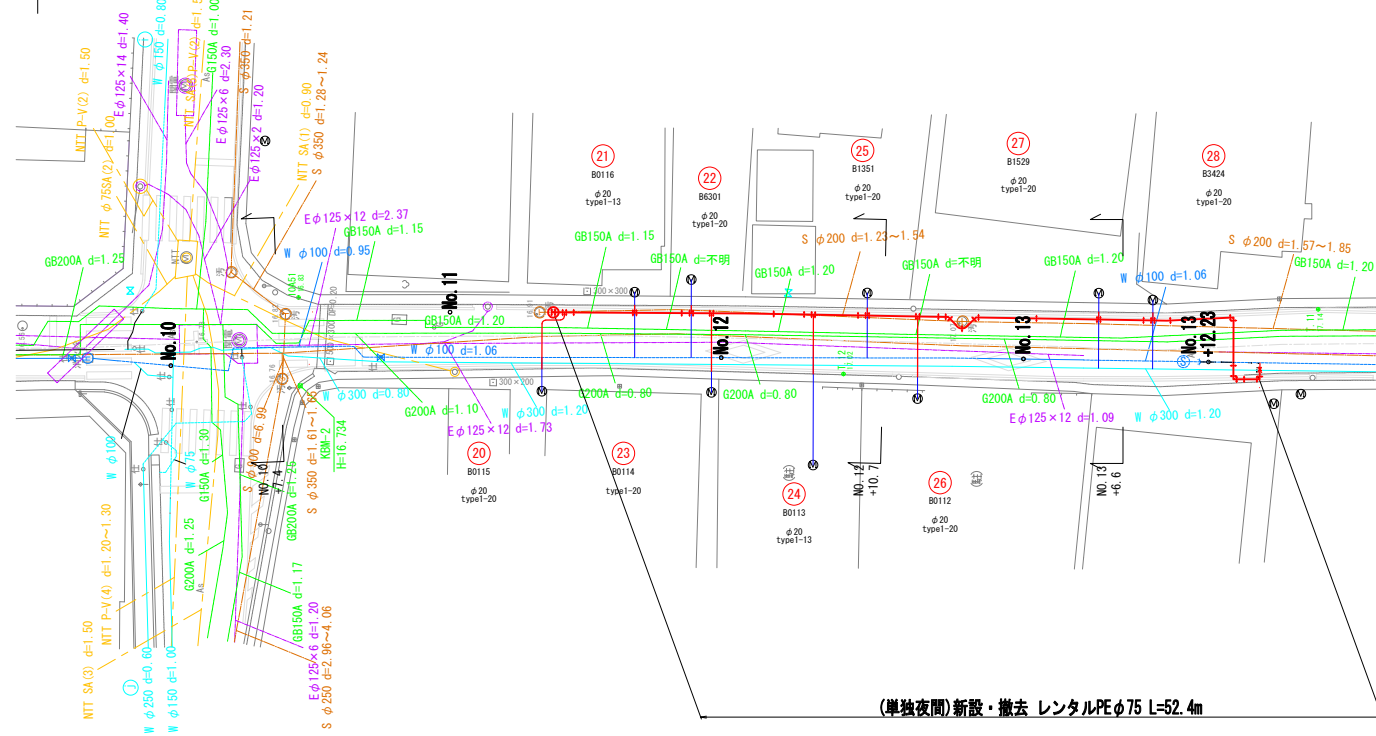 NTT P-V(2) d=1.50
NTT φ75SA(2) d=1.00
Eφ125×14 d=1.40
W φ150 d=0.80
G150A d=1.00
Eφ125×6 d=2.30
Eφ125×2 d=1.20
S φ350 d=1.21
NTT SA(1) d=0.90
S φ350 d=1.28～1.24
As
NTT
GB200A d=1.25
Eφ125×12 d=2.37
GB150A d=1.15
W φ100 d=0.95
21
B0116
φ20
type1-13
22
B6301
φ20
type1-20
25
B1351
φ20
type1-20
27
B1529
φ20
type1-20
28
B3424
φ20
type1-20
GB150A d=1.15
GB150A d=不明
GB150A d=1.20
S φ200 d=1.23～1.54
GB150A d=不明
GB150A d=1.20
W φ100 d=1.06
S φ200 d=1.57～1.85
GB150A d=1.20
No.10
No.11
No.12
No.13
No.13
+12.23
300×300
GB150A d=1.20
W φ100 d=1.06
300×200
W φ300 d=0.80
G200A d=1.10
Eφ125×12 d=1.73
W φ300 d=1.20
G200A d=0.80
G200A d=0.80
G200A d=0.80
Eφ125×12 d=1.09
W φ300 d=1.20
KBM-2
H=16.734
20
B0115
φ20
type1-20
23
B0114
type1-20
24
B0113
φ20
type1-13
26
B0112
φ20
type1-20
NO.10
+7.4
NO.12
+10.7
NO.13
+6.6
W φ100
W φ75
G150A d=1.30
GB200A d=1.25
S φ350 d=1.61～1.65
G200A d=1.25
As
GB150A d=1.17
Eφ125×6 d=1.20
S φ250 d=2.96～4.06
NTT SA(3) d=1.50
NTT P-V(4) d=1.20～1.30
W φ250 d=0.60
W φ150 d=1.00
(単独夜間)新設・撤去 レンタルPEφ75 L=52.4m